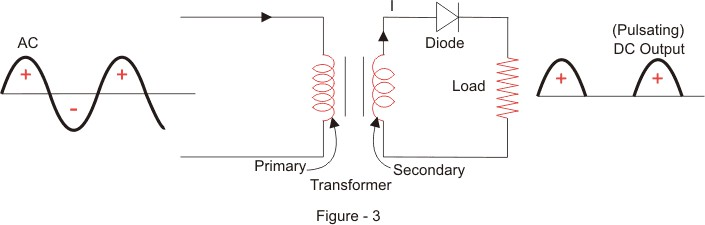 AC
+
+
-
I
Diode
Load
(Pulsating)
DC Output
+
+
Primary
Secondary
Transformer
Figure - 3